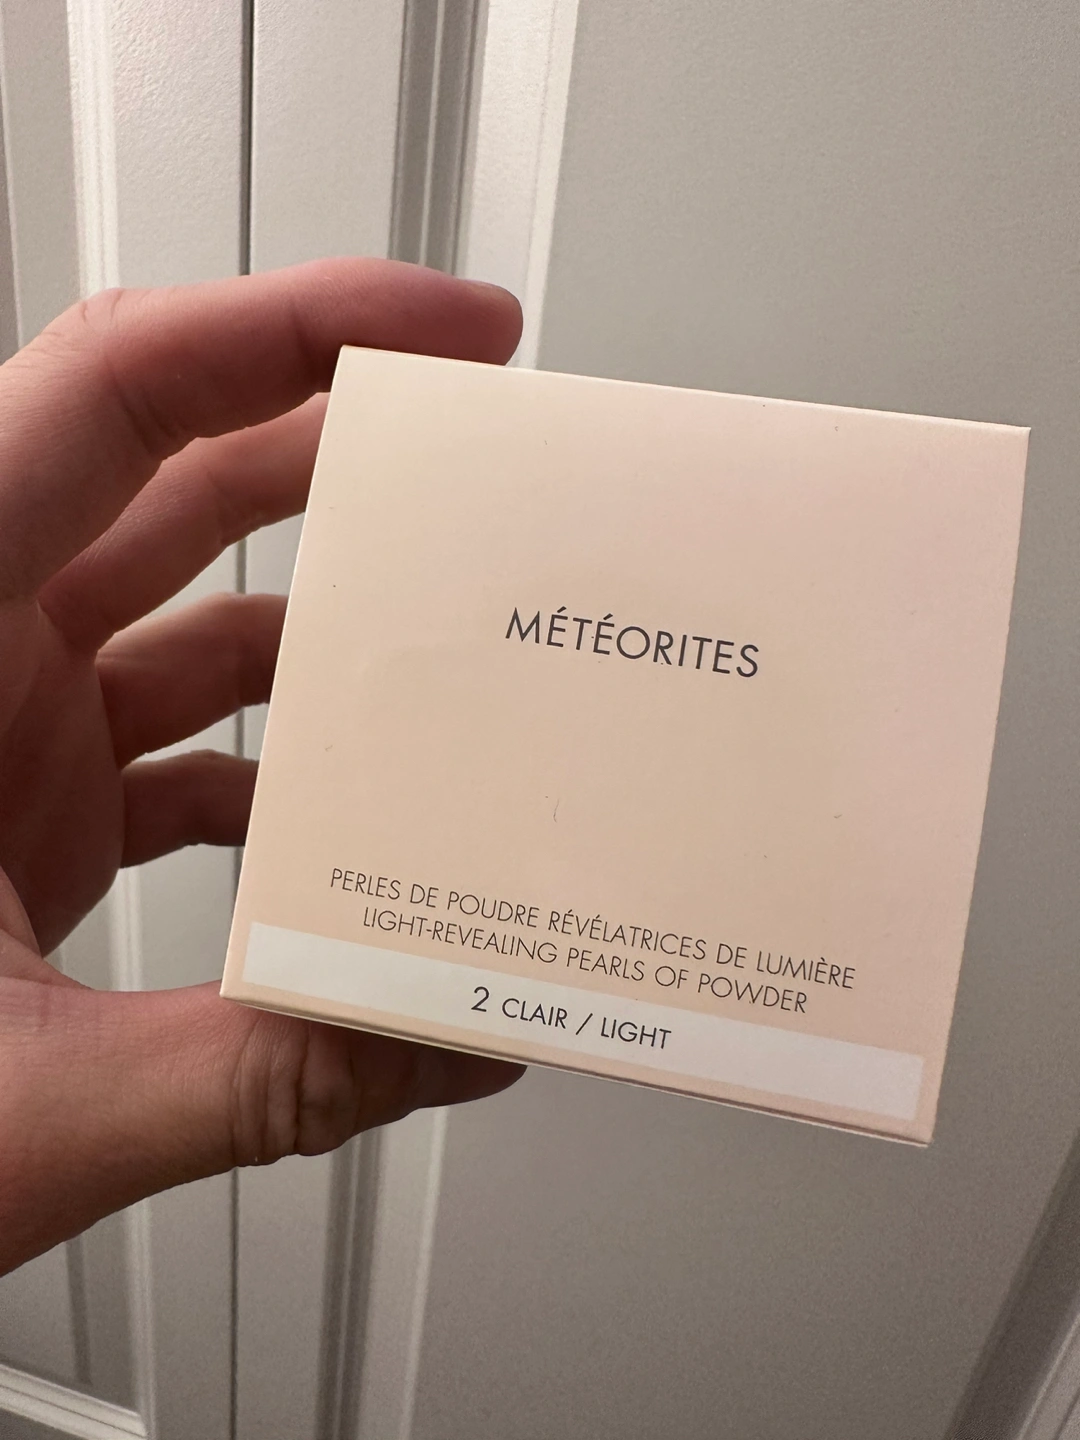 MÉTÉORITES
PERLES DE POUDRE RÉVÉLATRICES DE LUMIÈRE
LIGHT-REVEALING PEARLS OF POWDER
2 CLAIR / LIGHT